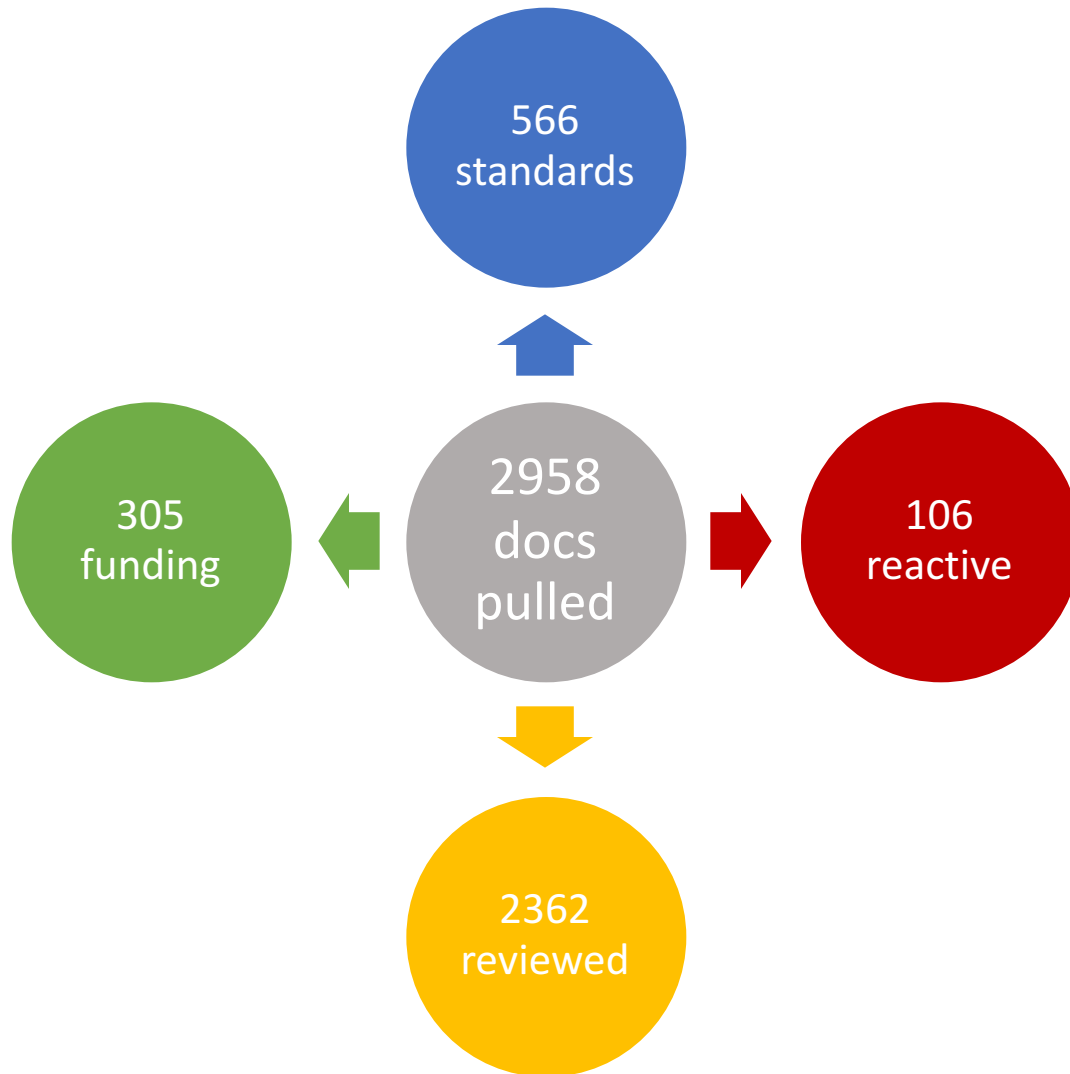 566
standards
305
funding
2958
docs
pulled
106
reactive
2362
reviewed